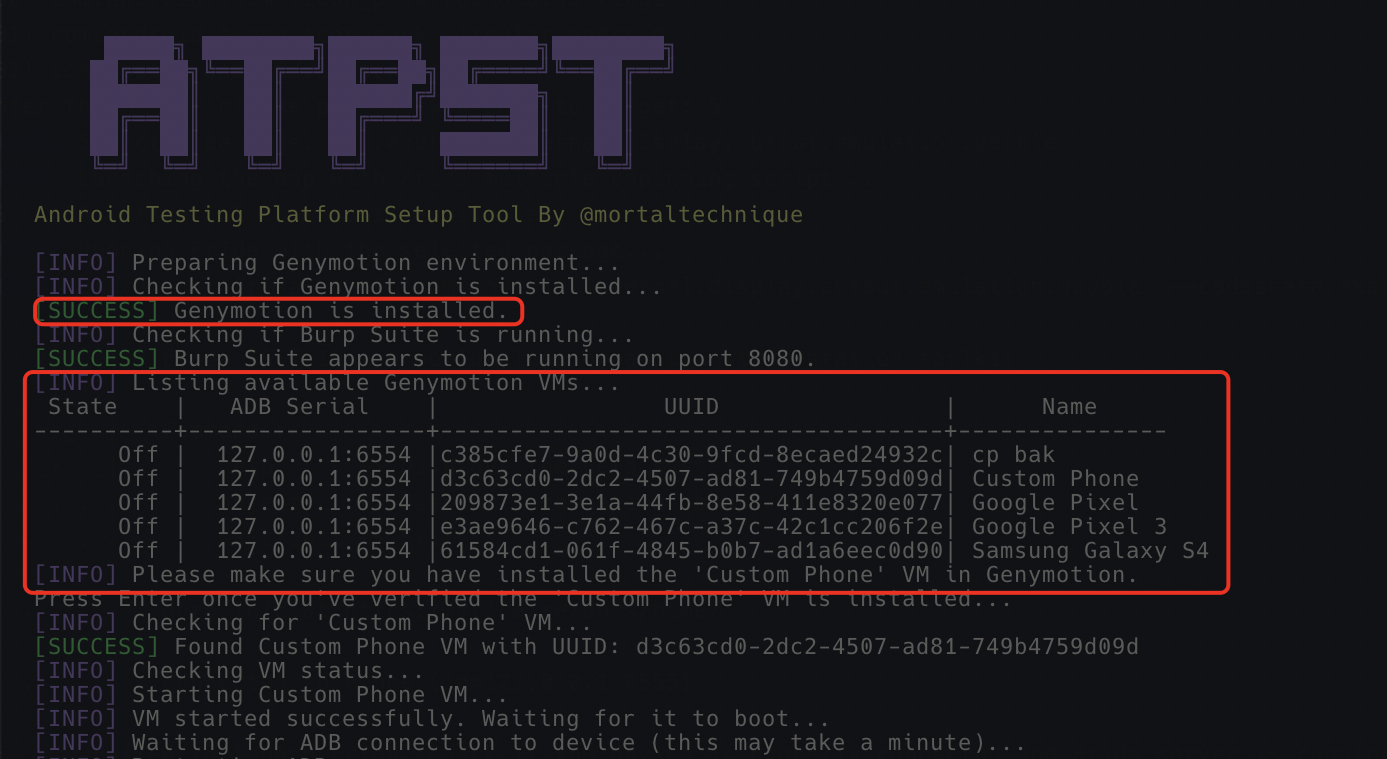 ATPST
Android Testing Platform Setup Tool By @mortaltechnique
[INFO] Preparing Genymotion environment...
[INFO] Checking if Genymotion is installed...
[SUCCESS] Genymotion is installed.
[INFO] Checking if Burp Suite is running...
[SUCCESS] Burp Suite appears to be running on port 8080.
[INFO] Listing available Genymotion VMs...
 State    |   ADB Serial    |                UUID                |      Name
----------+-----------------+------------------------------------+---------------
      Off |  127.0.0.1:6554 |c385cfe7-9a0d-4c30-9fcd-8ecaed24932c| cp bak
      Off |  127.0.0.1:6554 |d3c63cd0-2dc2-4507-ad81-749b4759d09d| Custom Phone
      Off |  127.0.0.1:6554 |209873e1-3e1a-44fb-8e58-411e8320e077| Google Pixel
      Off |  127.0.0.1:6554 |e3ae9646-c762-467c-a37c-42c1cc206f2e| Google Pixel 3
      Off |  127.0.0.1:6554 |61584cd1-061f-4845-b0b7-ad1a6eec0d90| Samsung Galaxy S4
[INFO] Please make sure you have installed the 'Custom Phone' VM in Genymotion.
Press Enter once you've verified the 'Custom Phone' VM is installed...
[INFO] Checking for 'Custom Phone' VM...
[SUCCESS] Found Custom Phone VM with UUID: d3c63cd0-2dc2-4507-ad81-749b4759d09d
[INFO] Checking VM status...
[INFO] Starting Custom Phone VM...
[INFO] VM started successfully. Waiting for it to boot...
[INFO] Waiting for ADB connection to device (this may take a minute)...